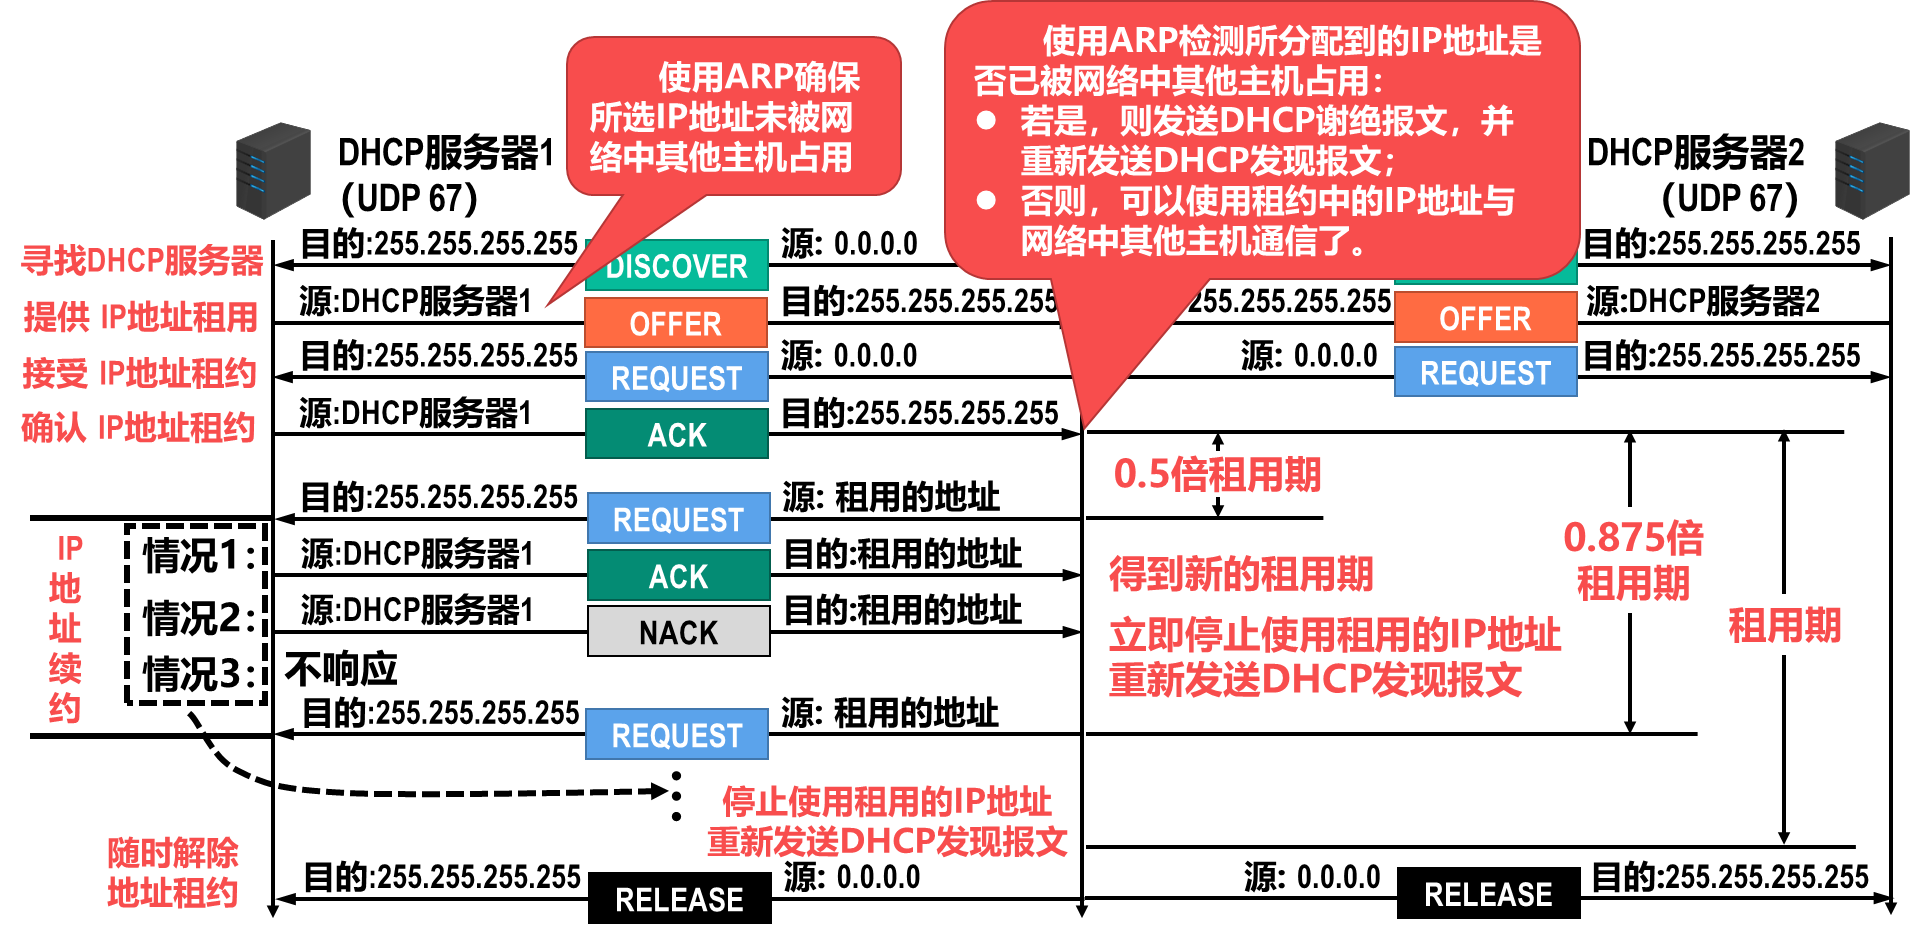 使用ARP确保
所选IP地址未被网
络中其他主机占用
使用ARP检测所分配到的IP地址是
否已被网络中其他主机占用：
● 若是，则发送DHCP谢绝报文，并
重新发送DHCP发现报文；
● 否则，可以使用租约中的IP地址与
网络中其他主机通信了。
DHCP服务器1
（UDP 67）
DHCP服务器2
（UDP 67）
寻找DHCP服务器
目的:255.255.255.255
DISCOVER
源: 0.0.0.0
目的:255.255.255.255
提供 IP地址租用
源:DHCP服务器1
OFFER
目的:255.255.255.255
255.255.255.255
OFFER
源:DHCP服务器2
接受 IP地址租约
目的:255.255.255.255
REQUEST
源: 0.0.0.0
源: 0.0.0.0
REQUEST
目的:255.255.255.255
确认 IP地址租约
源:DHCP服务器1
ACK
目的:255.255.255.255
0.5倍租用期
0.875倍
租用期
租用期
目的:255.255.255.255
REQUEST
源: 租用的地址
IP
地
址
续
约
情况1：
源:DHCP服务器1
ACK
目的:租用的地址
得到新的租用期
情况2：
源:DHCP服务器1
NACK
目的:租用的地址
立即停止使用租用的IP地址
重新发送DHCP发现报文
情况3：
不响应
目的:255.255.255.255
REQUEST
源: 租用的地址
停止使用租用的IP地址
重新发送DHCP发现报文
随时解除
地址租约
目的:255.255.255.255
RELEASE
源: 0.0.0.0
源: 0.0.0.0
RELEASE
目的:255.255.255.255